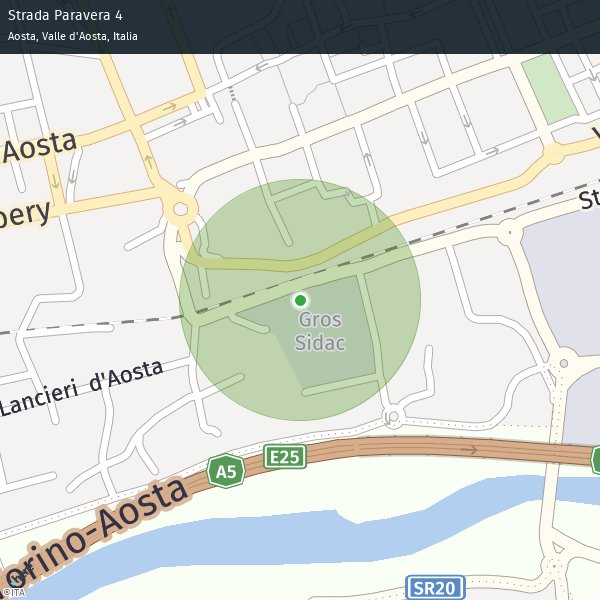 Strada Paravera 4
Aosta, Valle d'Aosta, Italia
Aosta
St
Gros
Sidac
Lancieri d'Aosta
E25
A5
orino-Aosta
SR20
©ITA